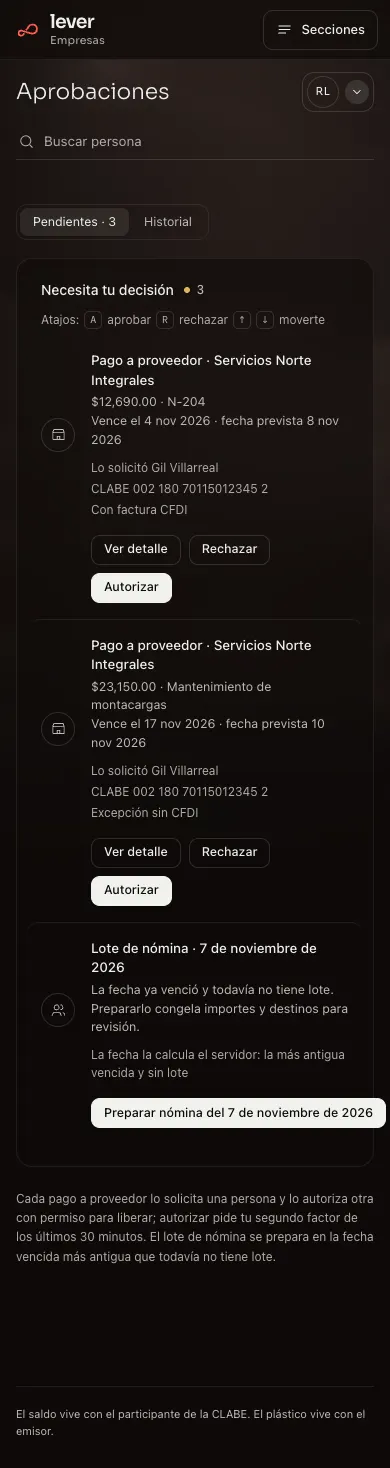 lever
Empresas
Secciones
Aprobaciones
RL
Buscar persona
Pendientes · 3
Historial
Necesita tu decisión 3
Atajos: A aprobar R rechazar ↑ ↓ moverte
Pago a proveedor · Servicios Norte
Integrales
$12,690.00 · N-204
Vence el 4 nov 2026 · fecha prevista 8 nov
2026
Lo solicitó Gil Villarreal
CLABE 002 180 70115012345 2
Con factura CFDI
Ver detalle
Rechazar
Autorizar
Pago a proveedor · Servicios Norte
Integrales
$23,150.00 · Mantenimiento de
montacargas
Vence el 17 nov 2026 · fecha prevista 10
nov 2026
Lo solicitó Gil Villarreal
CLABE 002 180 70115012345 2
Excepción sin CFDI
Ver detalle
Rechazar
Autorizar
Lote de nómina · 7 de noviembre de
2026
La fecha ya venció y todavía no tiene lote.
Prepararlo congela importes y destinos para
revisión.
La fecha la calcula el servidor: la más antigua
vencida y sin lote
Preparar nómina del 7 de noviembre de 2026
Cada pago a proveedor lo solicita una persona y lo autoriza otra
con permiso para liberar; autorizar pide tu segundo factor de
los últimos 30 minutos. El lote de nómina se prepara en la fecha
vencida más antigua que todavía no tiene lote.
El saldo vive con el participante de la CLABE. El plástico vive con el
emisor.